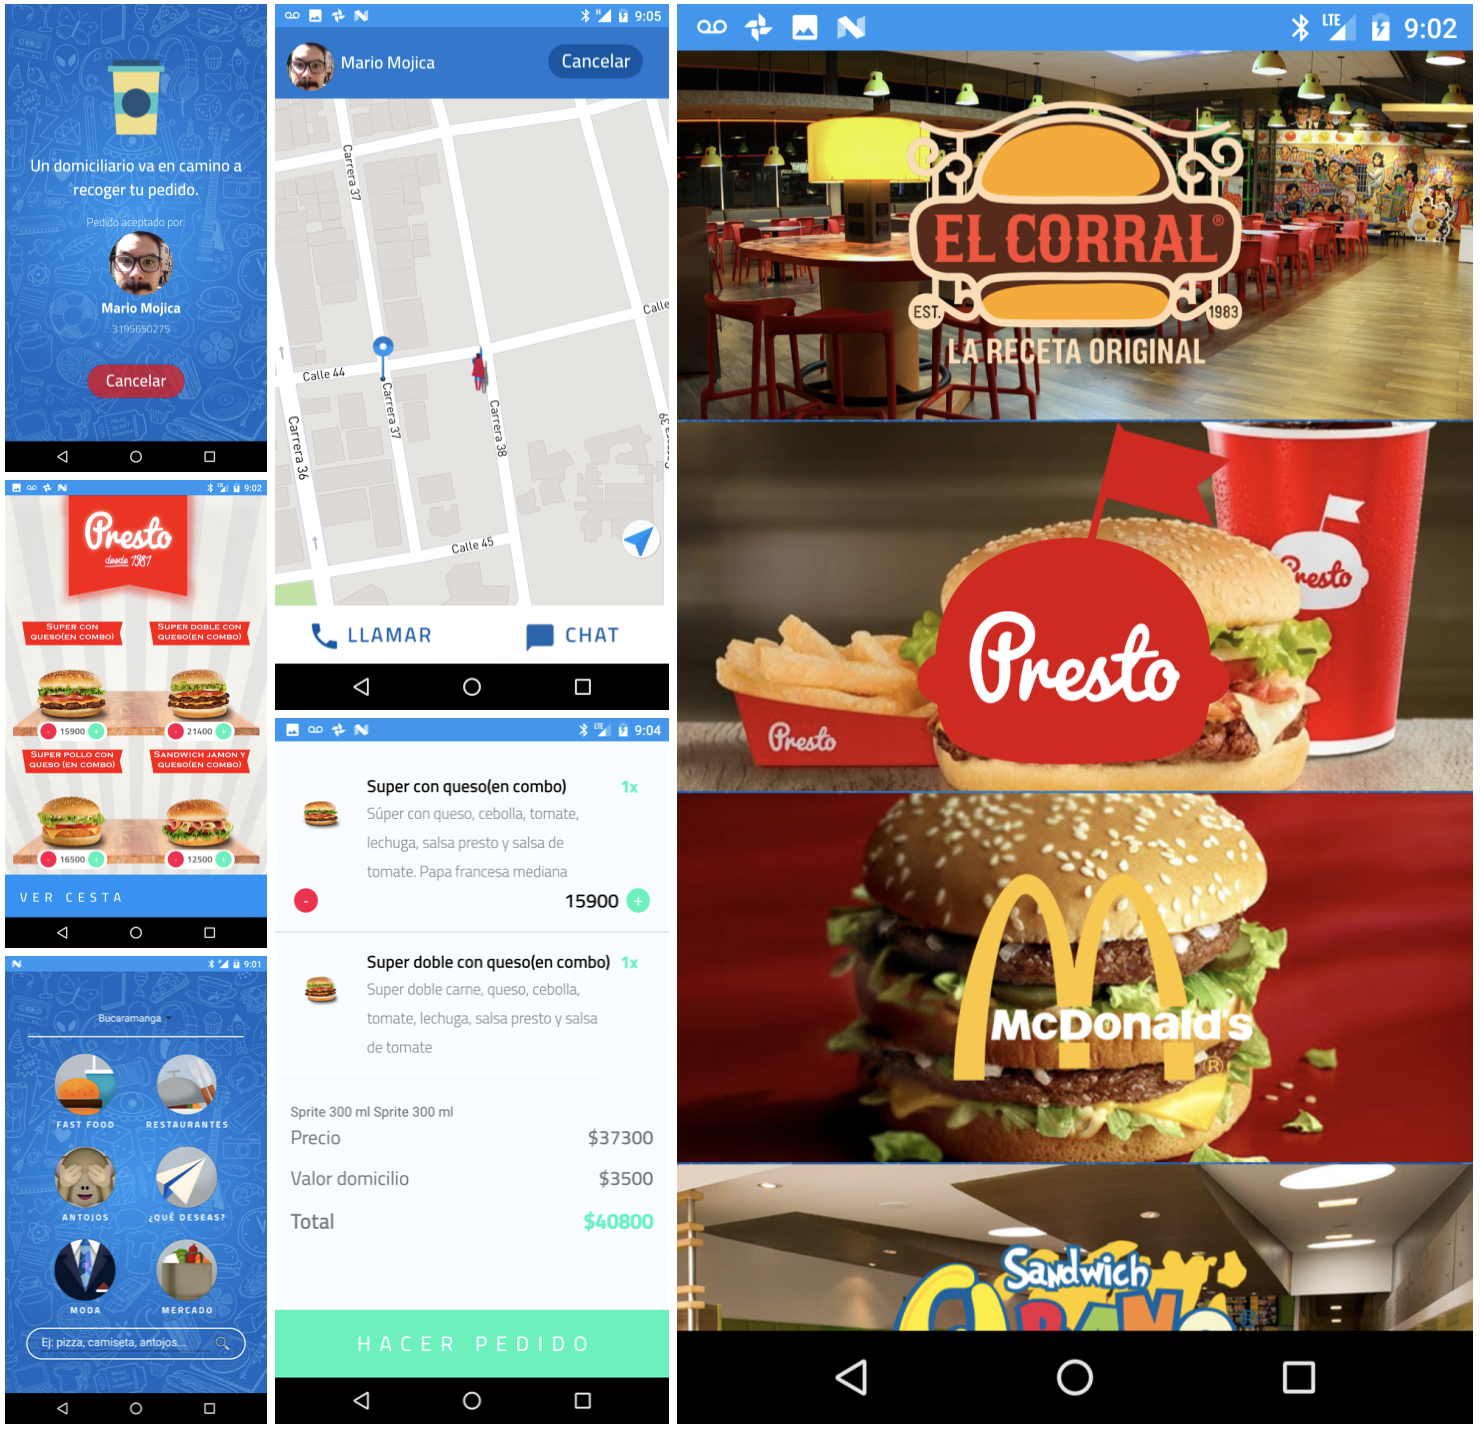 Un domiciliario va en camino a
recoger tu pedido.
Pedido aceptado por:
Mario Mojica
3195650275
Cancelar
9:02
Presto
desde 1981
SUPER CON
QUESO(EN COMBO)
SUPER DOBLE CON
QUESO(EN COMBO)
- 15900 +
- 21400 +
SUPER POLLO CON
QUESO (EN COMBO)
SANDWICH JAMON Y
QUESO(EN COMBO)
- 16500 +
- 12500 +
VER CESTA
9:01
Bucaramanga
FAST FOOD
RESTAURANTES
ANTOJOS
¿QUÉ DESEAS?
MODA
MERCADO
Ej: pizza, camiseta, antojos...
H 9:05
Mario Mojica
Cancelar
Carrera 37
Calle
Calle 44
Carrera 37
Carrera 38
Carrera 36
Calle 45
LLAMAR
CHAT
LTE 9:04
Super con queso(en combo) 1x
Súper con queso, cebolla, tomate,
lechuga, salsa presto y salsa de
tomate. Papa francesa mediana
- 15900 +
Super doble con queso(en combo) 1x
Super doble carne, queso, cebolla,
tomate, lechuga, salsa presto y salsa
de tomate
Sprite 300 ml Sprite 300 ml
Precio $37300
Valor domicilio $3500
Total $40800
HACER PEDIDO
LTE 9:02
EL CORRAL®
EST. 1983
LA RECETA ORIGINAL
Presto
Presto
Presto
McDonald's
®
Sandwich
CUBANO®